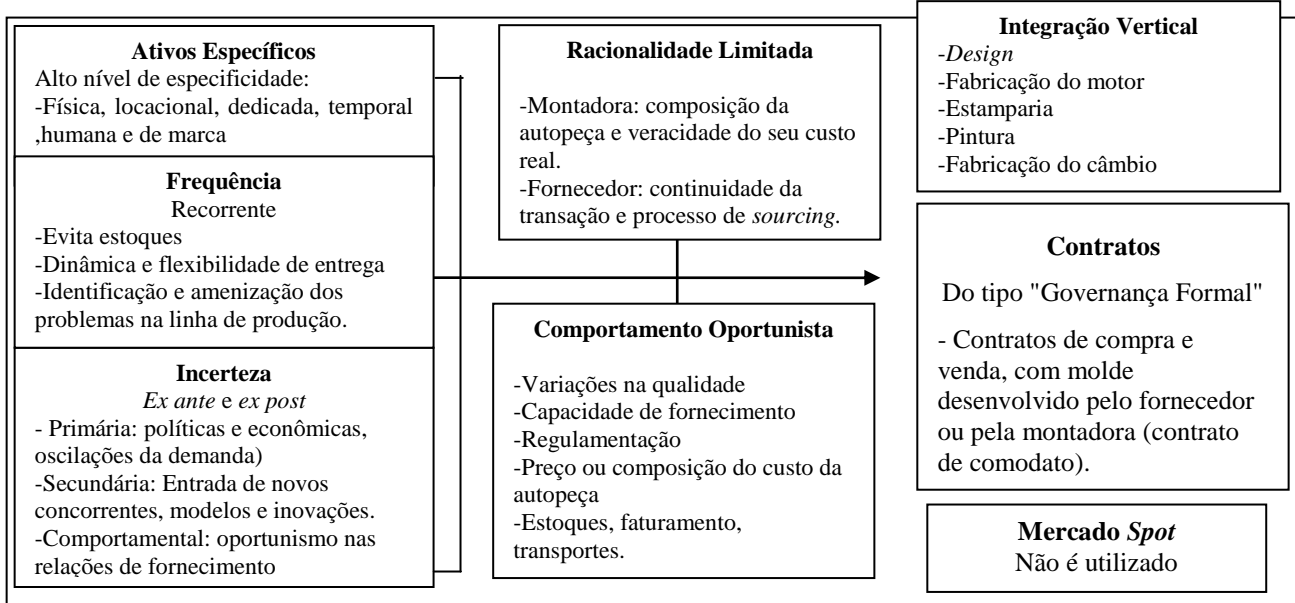 Ativos Específicos
Alto nível de especificidade:
-Física, locacional, dedicada, temporal
,humana e de marca
Frequência
Recorrente
-Evita estoques
-Dinâmica e flexibilidade de entrega
-Identificação e amenização dos
problemas na linha de produção.
Incerteza
Ex ante e ex post
- Primária: políticas e econômicas,
oscilações da demanda)
-Secundária: Entrada de novos
concorrentes, modelos e inovações.
-Comportamental: oportunismo nas
relações de fornecimento
Racionalidade Limitada
-Montadora: composição da
autopeça e veracidade do seu custo
real.
-Fornecedor: continuidade da
transação e processo de sourcing.
Comportamento Oportunista
-Variações na qualidade
-Capacidade de fornecimento
-Regulamentação
-Preço ou composição do custo da
autopeça
-Estoques, faturamento,
transportes.
Integração Vertical
-Design
-Fabricação do motor
-Estamparia
-Pintura
-Fabricação do câmbio
Contratos
Do tipo "Governança Formal"
- Contratos de compra e
venda, com molde
desenvolvido pelo fornecedor
ou pela montadora (contrato
de comodato).
Mercado Spot
Não é utilizado